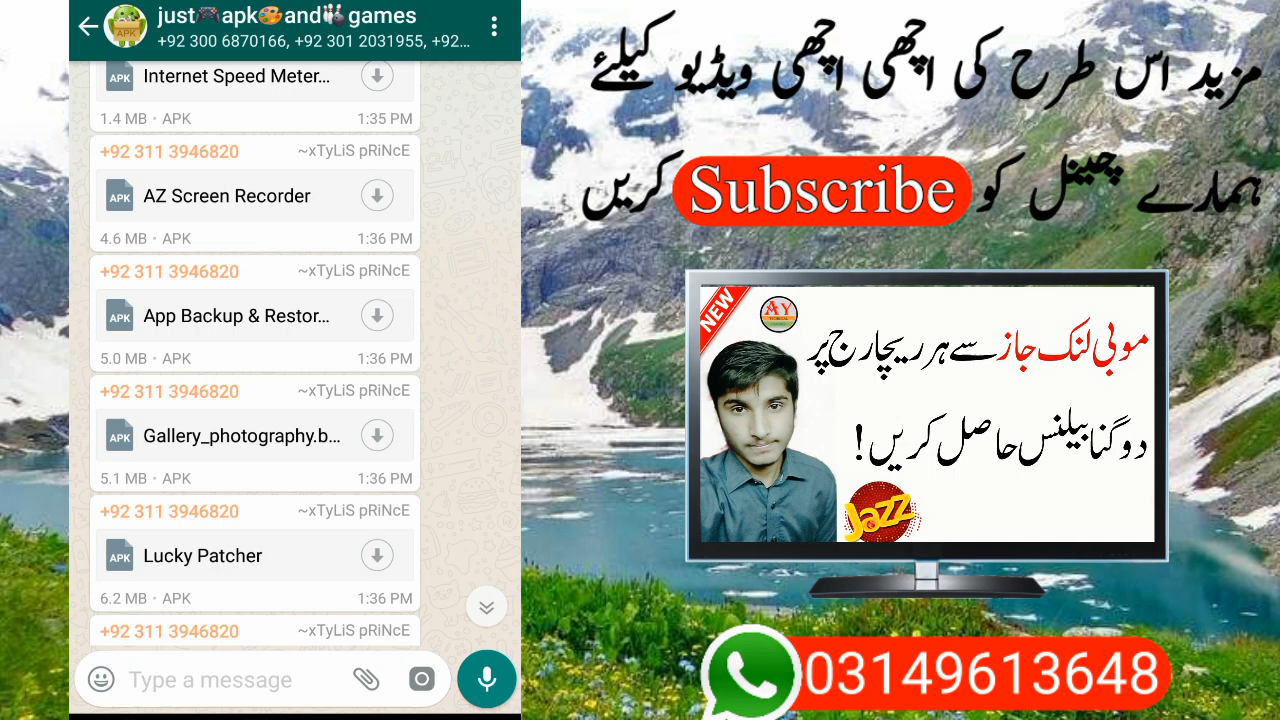 just🎮apk🎨and🎳games
+92 300 6870166, +92 301 2031955, +92...
APK Internet Speed Meter...
1.4 MB • APK 1:35 PM
+92 311 3946820 ~xTyLiS pRiNcE
APK AZ Screen Recorder
4.6 MB • APK 1:36 PM
+92 311 3946820 ~xTyLiS pRiNcE
APK App Backup & Restor...
5.0 MB • APK 1:36 PM
+92 311 3946820 ~xTyLiS pRiNcE
APK Gallery_photography.b...
5.1 MB • APK 1:36 PM
+92 311 3946820 ~xTyLiS pRiNcE
APK Lucky Patcher
6.2 MB • APK 1:36 PM
+92 311 3946820 ~xTyLiS pRiNcE
Type a message
مزید اس طرح کی اچھی اچھی ویڈیو کیلئے
ہمارے چینل کو Subscribe کریں
NEW
AY
موبی لنک جاز سے ہر ریچارج پر
دوگنا بیلنس حاصل کریں!
Jazz
03149613648